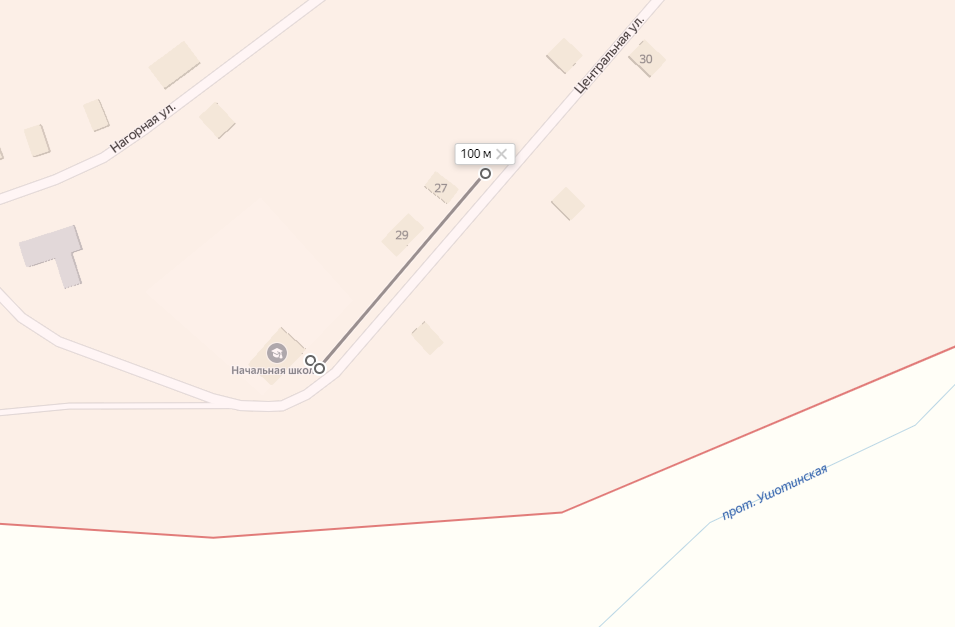 Центральная ул.
30
Нагорная ул.
100 м
27
29
Начальная школ
прот. Ушотинская